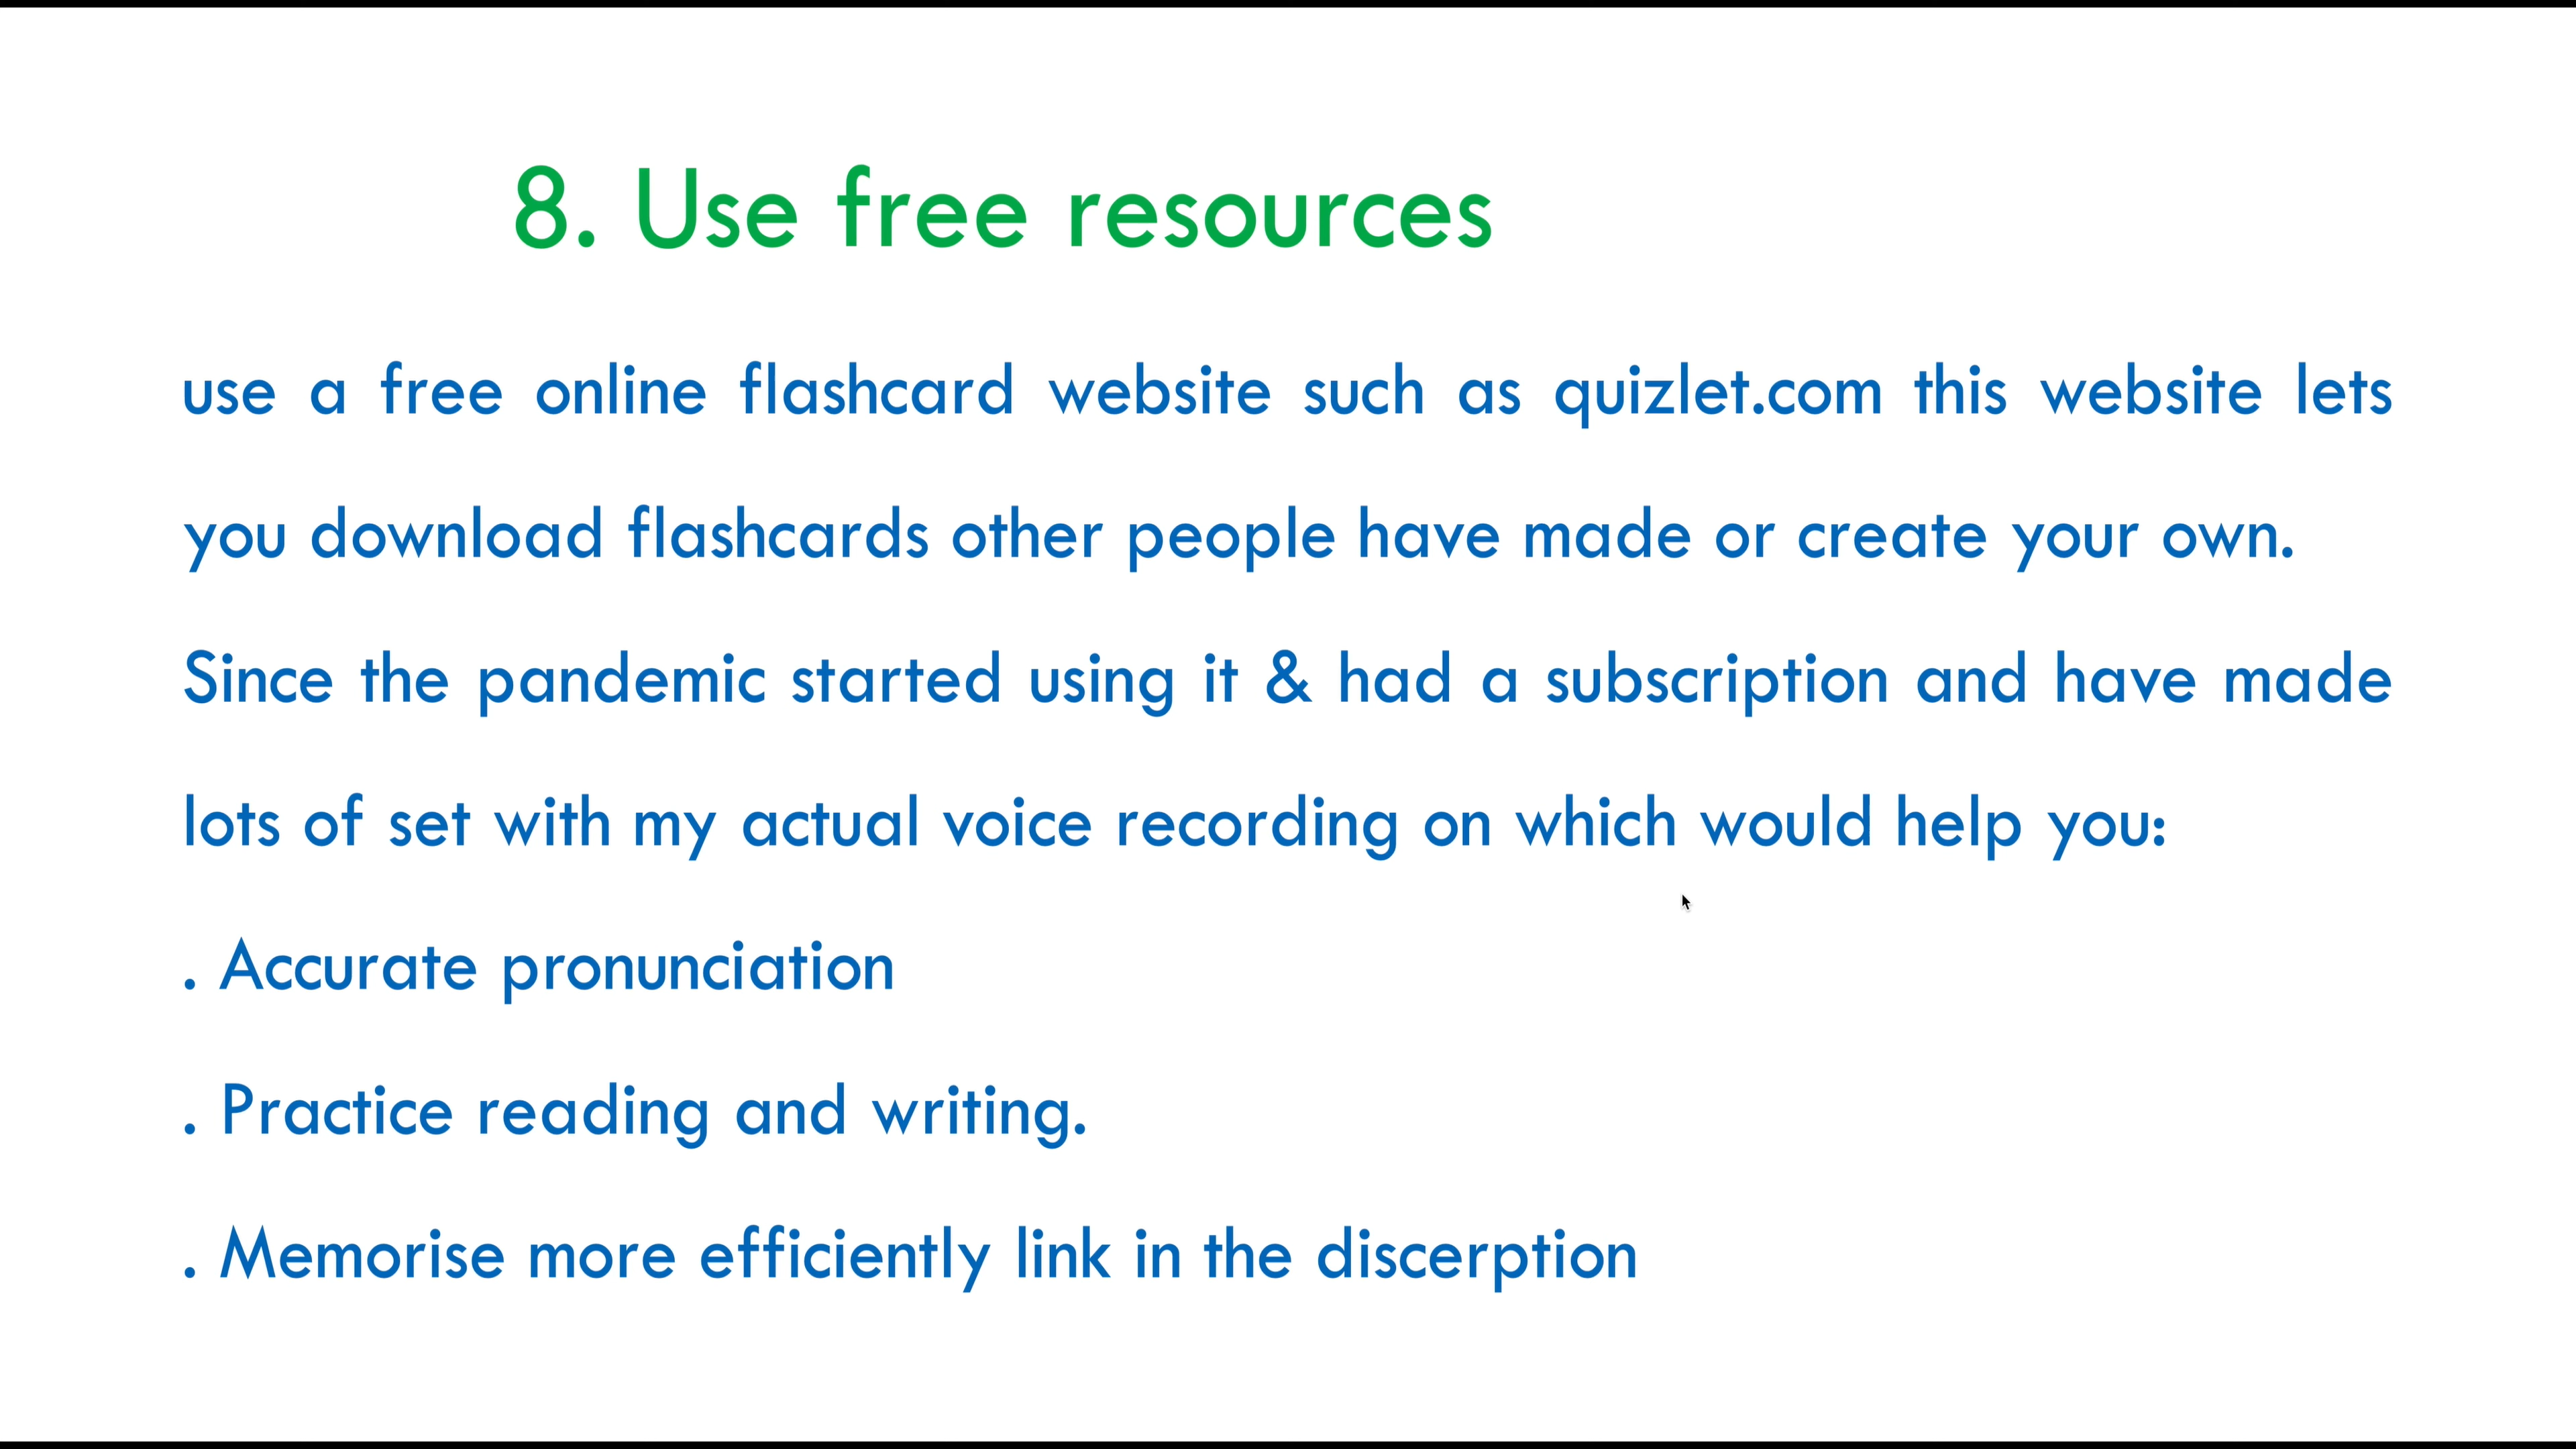 8. Use free resources
use a free online flashcard website such as quizlet.com this website lets
you download flashcards other people have made or create your own.
Since the pandemic started using it & had a subscription and have made
lots of set with my actual voice recording on which would help you:
. Accurate pronunciation
. Practice reading and writing.
. Memorise more efficiently link in the discerption